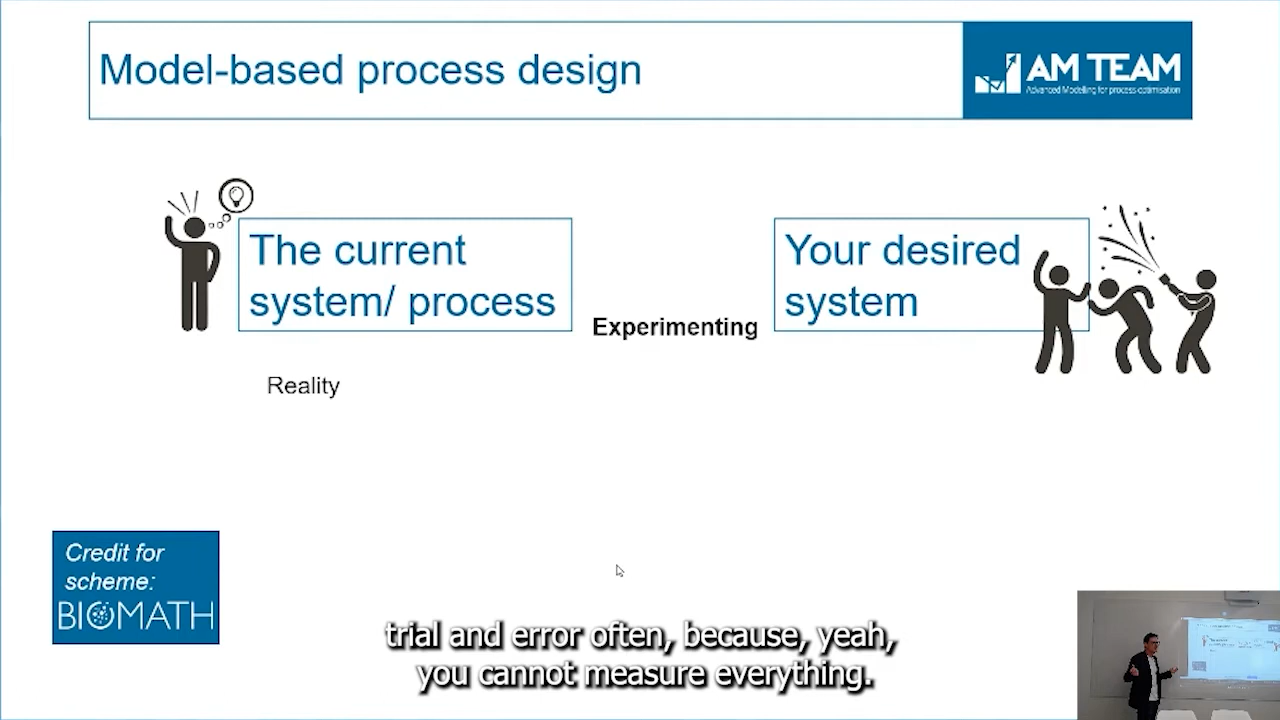 Model-based process design
AM TEAM
Advanced Modelling for process optimisation
The current
system/ process
Your desired
system
Experimenting
Reality
Credit for
scheme:
BIOMATH
trial and error often, because, yeah,
you cannot measure everything.